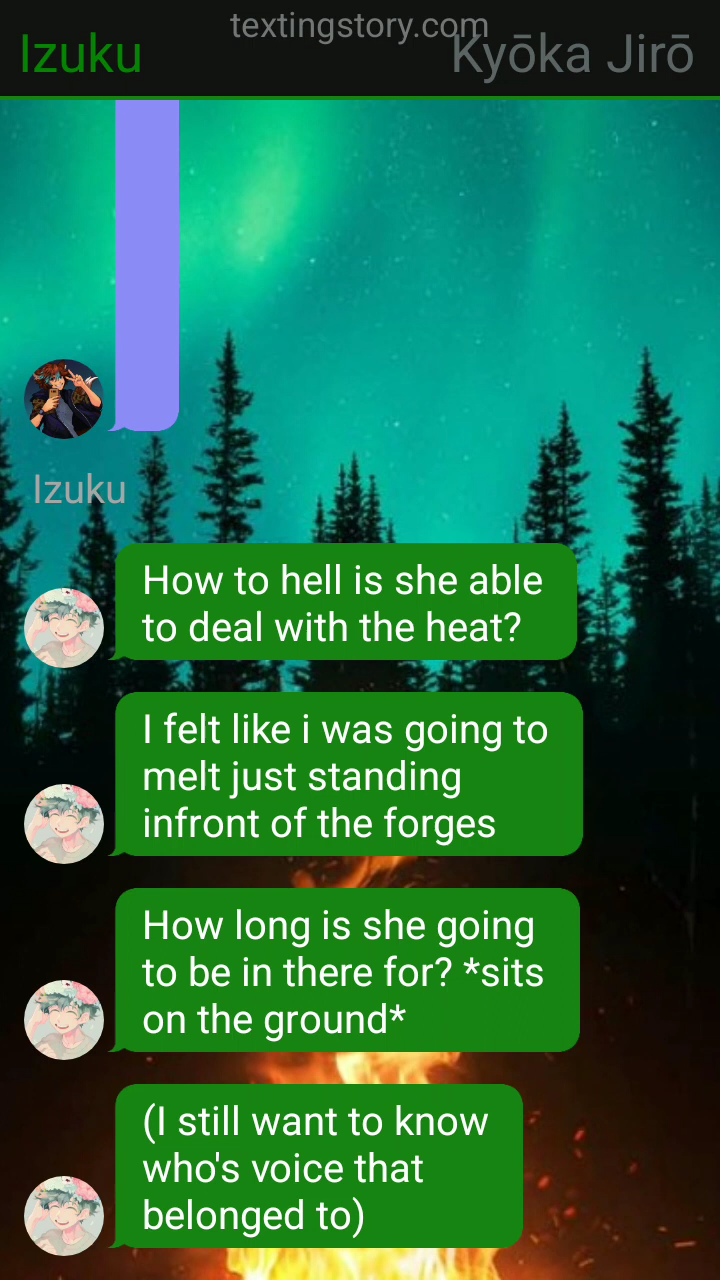 textingstory.com
Izuku
Kyōka Jirō
Izuku
How to hell is she able
to deal with the heat?
I felt like i was going to
melt just standing
infront of the forges
How long is she going
to be in there for? *sits
on the ground*
(I still want to know
who's voice that
belonged to)